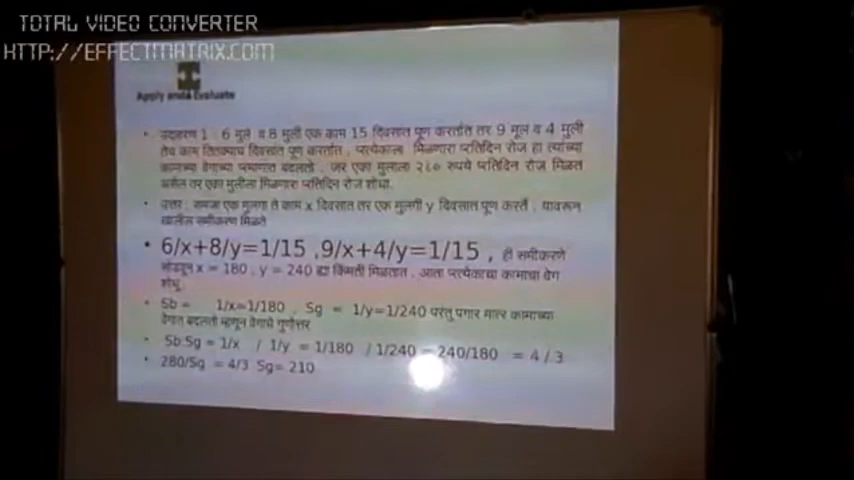 TOTAL VIDEO CONVERTER
HTTP://EFFECTMATRIX.COM
Apply and Evaluate
• उदाहरण 1 : 6 मुले व 8 मुली एक काम 15 दिवसात पूर्ण करतात तर 9 मुल व 4 मुली
तेच काम तितक्याच दिवसात पूर्ण करतात . प्रत्येकाला मिळणारा प्रतिदिन रोज हा त्यांच्या
कामाच्या वेगाच्या प्रमाणात बदलतो . जर एका मुलाला २८० रुपये प्रतिदिन रोज मिळत
असेल तर एका मुलीला मिळणारा प्रतिदिन रोज शोधा.
• उत्तर : समजा एक मुलगा ते काम x दिवसात तर एक मुलगी y दिवसात पूर्ण करते . यावरून
खालील समीकरण मिळते
• 6/x+8/y=1/15 ,9/x+4/y=1/15 , ही समीकरणे
सोडवून x = 180 , y = 240 ह्या किंमती मिळतात . आता प्रत्येकाचा कामाचा वेग
शोधू
• Sb = 1/x=1/180 , Sg = 1/y=1/240 परंतु पगार मात्र कामाच्या
वेगात बदलतो म्हणून वेगाचे गुणोत्तर
• Sb:Sg = 1/x / 1/y = 1/180 / 1/240 = 240/180 = 4 / 3
• 280/Sg = 4/3 Sg= 210